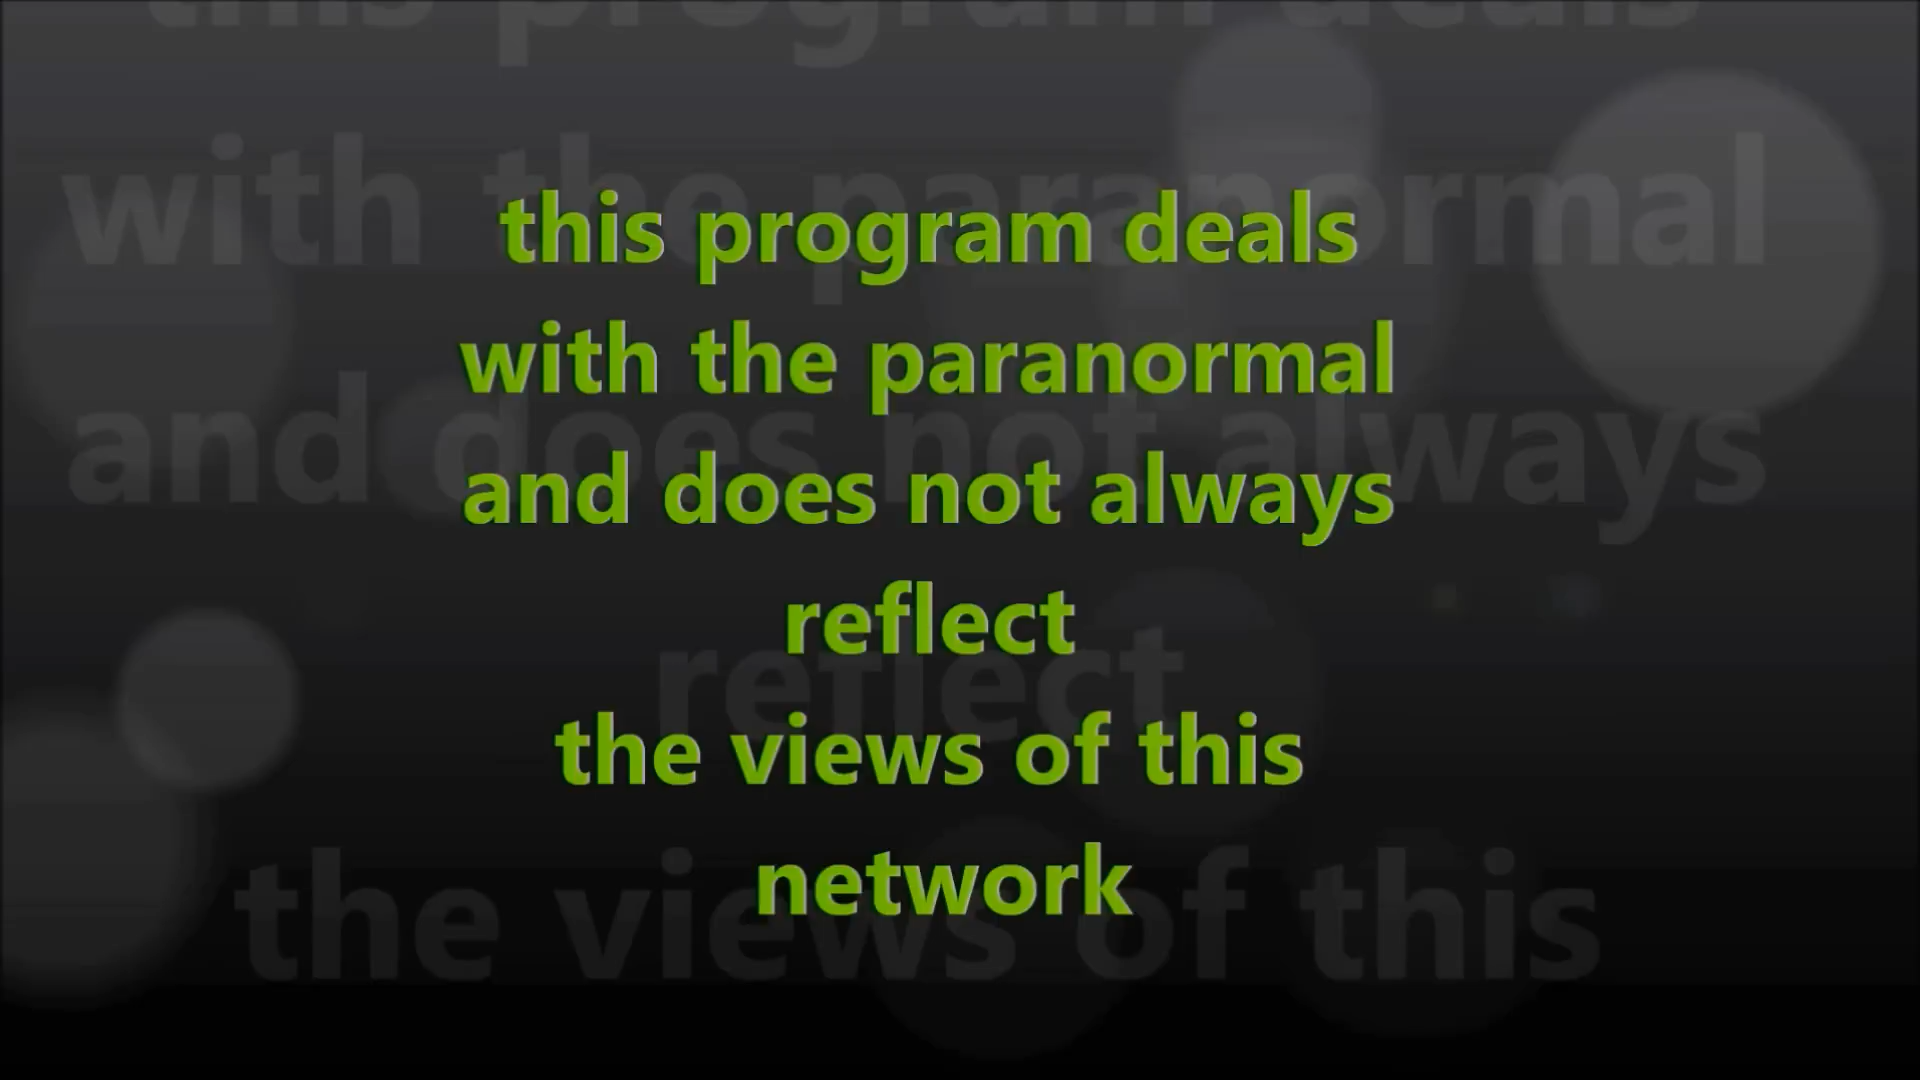 this program deals
with the paranormal
and does not always
reflect
the views of this
network